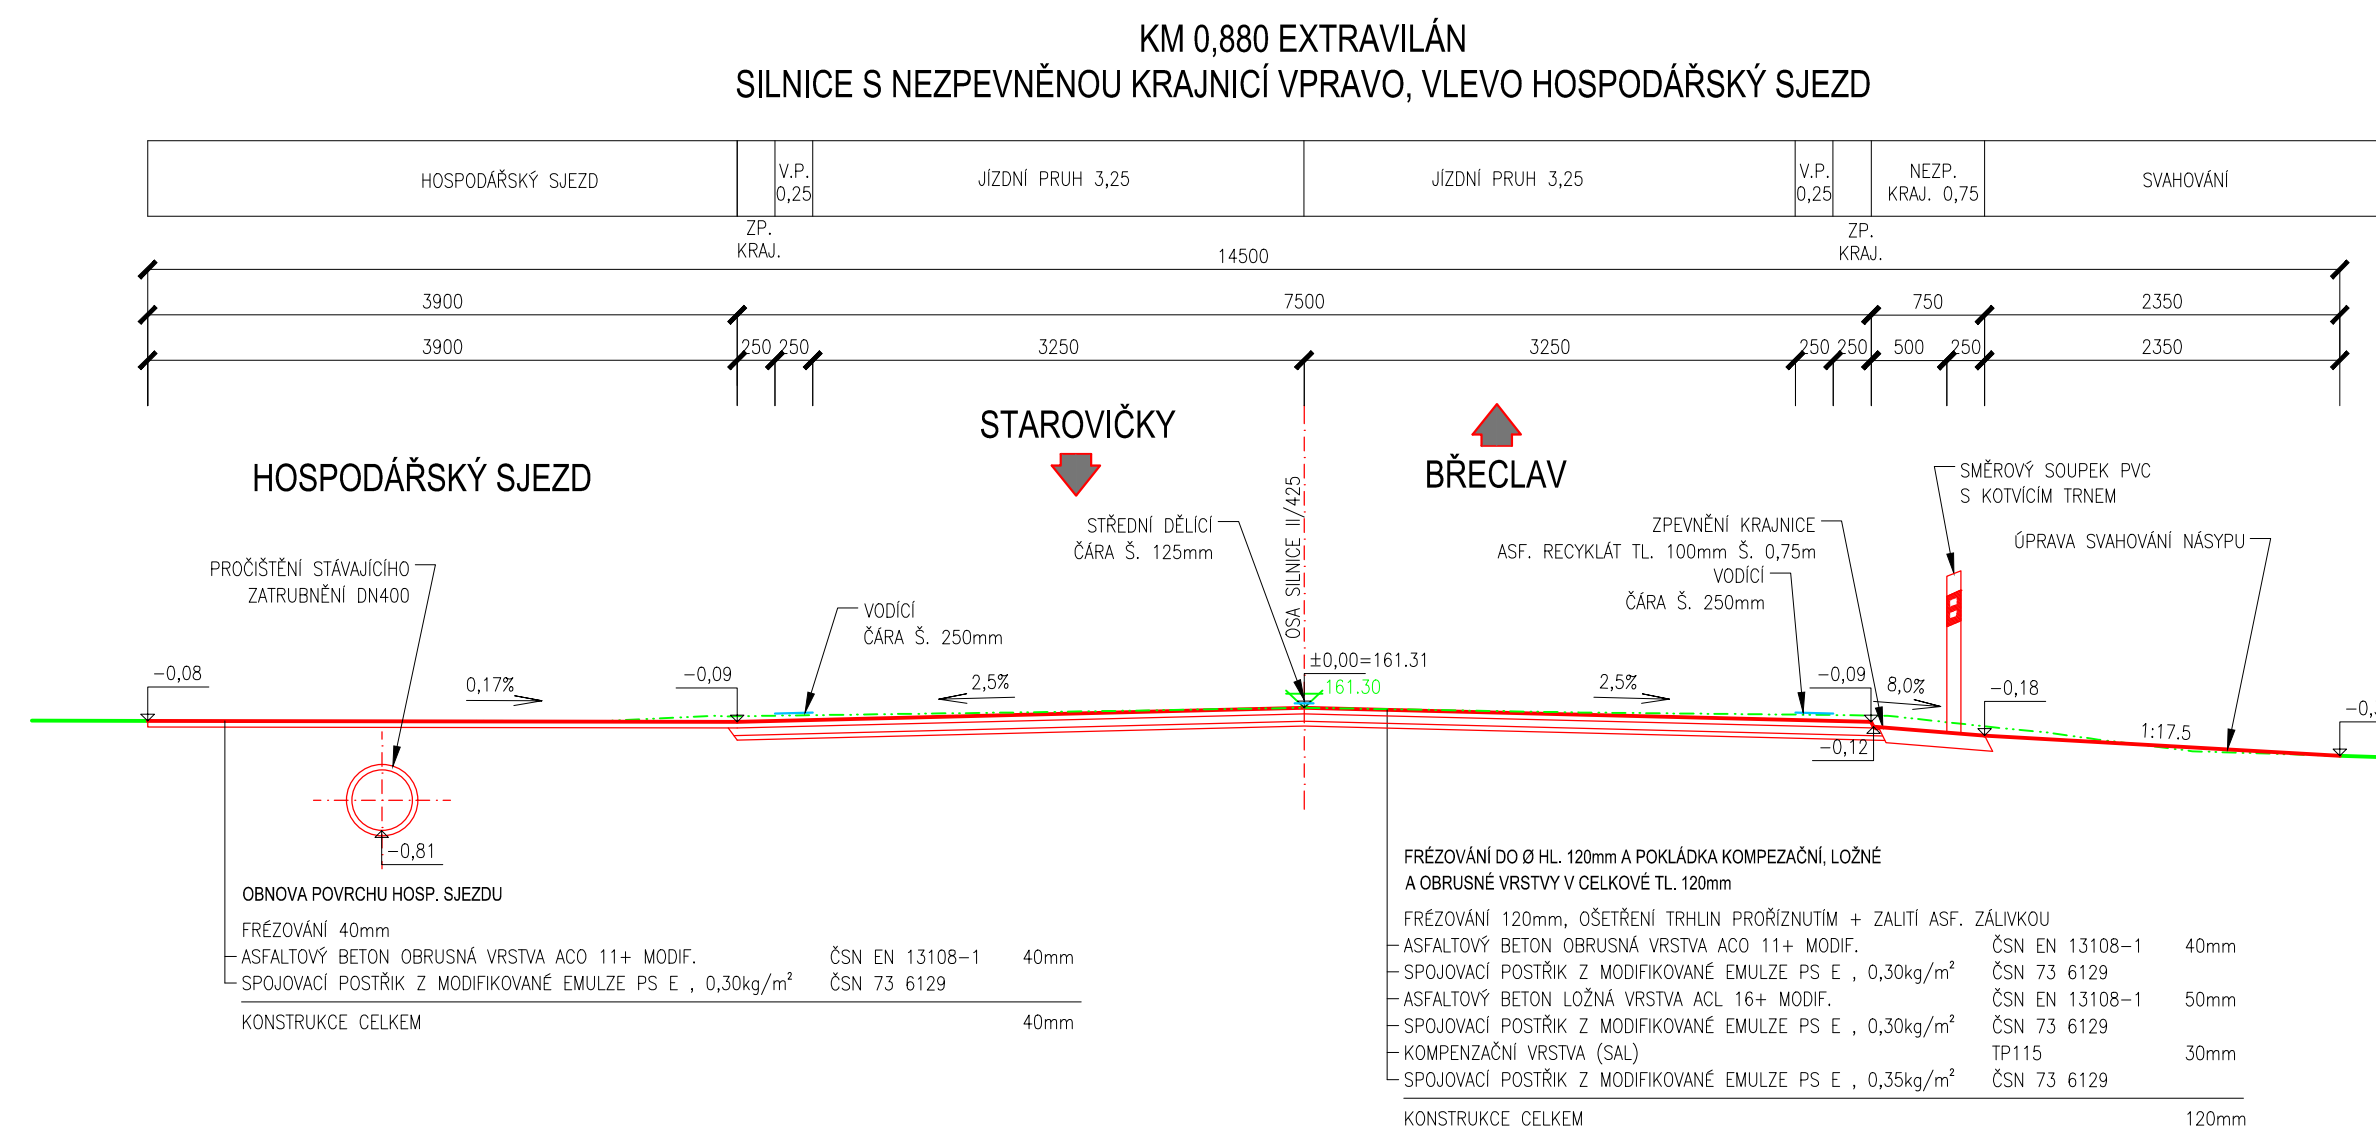 KM 0,880 EXTRAVILÁN
SILNICE S NEZPEVNĚNOU KRAJNICÍ VPRAVO, VLEVO HOSPODÁŘSKÝ SJEZD
HOSPODÁŘSKÝ SJEZD
V.P.
0,25
JÍZDNÍ PRUH 3,25
JÍZDNÍ PRUH 3,25
V.P.
0,25
NEZP.
KRAJ. 0,75
SVAHOVÁNÍ
ZP.
KRAJ.
ZP.
KRAJ.
14500
3900
7500
750
2350
3900
250
250
3250
3250
250
250
500
250
2350
STAROVIČKY
BŘECLAV
HOSPODÁŘSKÝ SJEZD
OSA SILNICE II/425
SMĚROVÝ SOUPEK PVC
S KOTVÍCÍM TRNEM
STŘEDNÍ DĚLÍCÍ
ČÁRA Š. 125mm
ZPEVNĚNÍ KRAJNICE
ASF. RECYKLÁT TL. 100mm Š. 0,75m
ÚPRAVA SVAHOVÁNÍ NÁSYPU
PROČIŠTĚNÍ STÁVAJÍCÍHO
ZATRUBNĚNÍ DN400
VODÍCÍ
ČÁRA Š. 250mm
VODÍCÍ
ČÁRA Š. 250mm
-0,08
0,17%
-0,09
2,5%
±0,00=161.31
161.30
2,5%
-0,09
8,0%
-0,18
-0,12
1:17.5
-0,81
OBNOVA POVRCHU HOSP. SJEZDU
FRÉZOVÁNÍ 40mm
ASFALTOVÝ BETON OBRUSNÁ VRSTVA ACO 11+ MODIF. ČSN EN 13108-1 40mm
SPOJOVACÍ POSTŘIK Z MODIFIKOVANÉ EMULZE PS E , 0,30kg/m² ČSN 73 6129
KONSTRUKCE CELKEM 40mm
FRÉZOVÁNÍ DO Ø HL. 120mm A POKLÁDKA KOMPEZAČNÍ, LOŽNÉ
A OBRUSNÉ VRSTVY V CELKOVÉ TL. 120mm
FRÉZOVÁNÍ 120mm, OŠETŘENÍ TRHLIN PROŘÍZNUTÍM + ZALITÍ ASF. ZÁLIVKOU
ASFALTOVÝ BETON OBRUSNÁ VRSTVA ACO 11+ MODIF. ČSN EN 13108-1 40mm
SPOJOVACÍ POSTŘIK Z MODIFIKOVANÉ EMULZE PS E , 0,30kg/m² ČSN 73 6129
ASFALTOVÝ BETON LOŽNÁ VRSTVA ACL 16+ MODIF. ČSN EN 13108-1 50mm
SPOJOVACÍ POSTŘIK Z MODIFIKOVANÉ EMULZE PS E , 0,30kg/m² ČSN 73 6129
KOMPENZAČNÍ VRSTVA (SAL) TP115 30mm
SPOJOVACÍ POSTŘIK Z MODIFIKOVANÉ EMULZE PS E , 0,35kg/m² ČSN 73 6129
KONSTRUKCE CELKEM 120mm